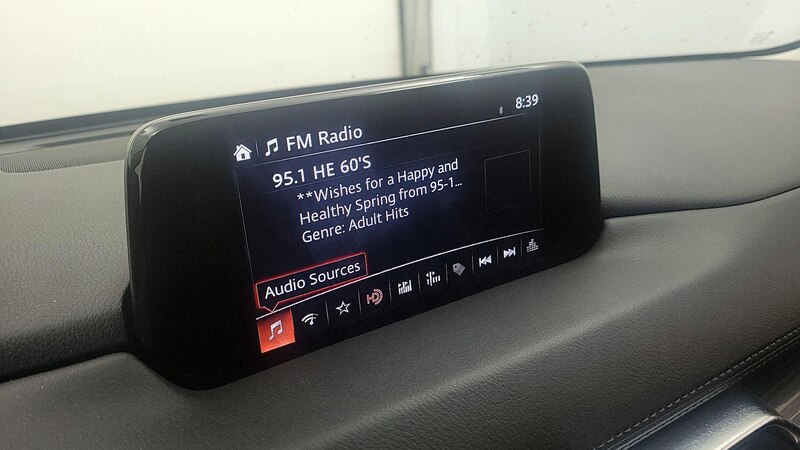 FM Radio
8:39
95.1 HE 60'S
**Wishes for a Happy and
Healthy Spring from 95-1...
Genre: Adult Hits
Audio Sources
HD